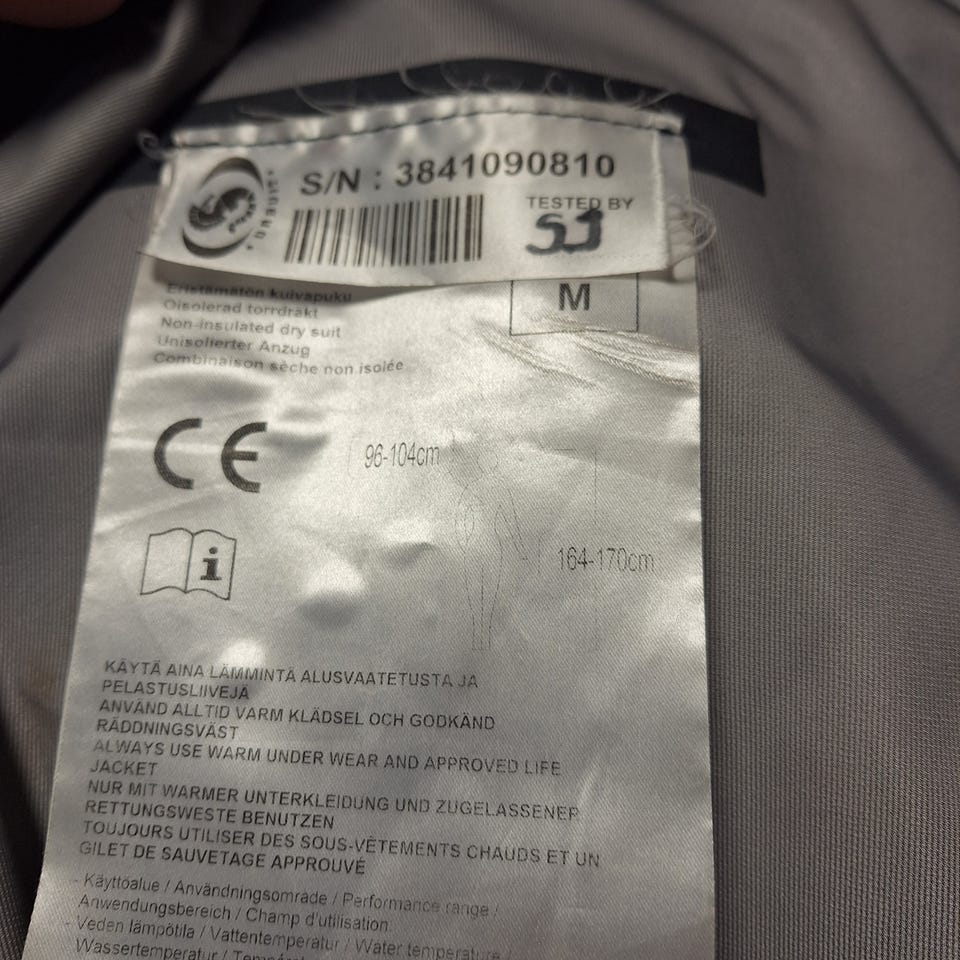 S/N : 3841090810
TESTED BY
SJ
M
Eristämätön kuivapuku
Oisolerad torrdräkt
Non-insulated dry suit
Unisolierter Anzug
Combinaison sèche non isolée
CE
96-104cm
i
164-170cm
KÄYTÄ AINA LÄMMINTÄ ALUSVAATETUSTA JA
PELASTUSLIIVEJÄ
ANVÄND ALLTID VARM KLÄDSEL OCH GODKÄND
RÄDDNINGSVÄST
ALWAYS USE WARM UNDER WEAR AND APPROVED LIFE
JACKET
NUR MIT WARMER UNTERKLEIDUNG UND ZUGELASSENER
RETTUNGSWESTE BENUTZEN
TOUJOURS UTILISER DES SOUS-VÊTEMENTS CHAUDS ET UN
GILET DE SAUVETAGE APPROUVÉ
- Käyttöalue / Användningsområde / Performance range /
Anwendungsbereich / Champ d'utilisation:
- Veden lämpötila / Vattentemperatur / Water temperature /
Wassertemperatur /